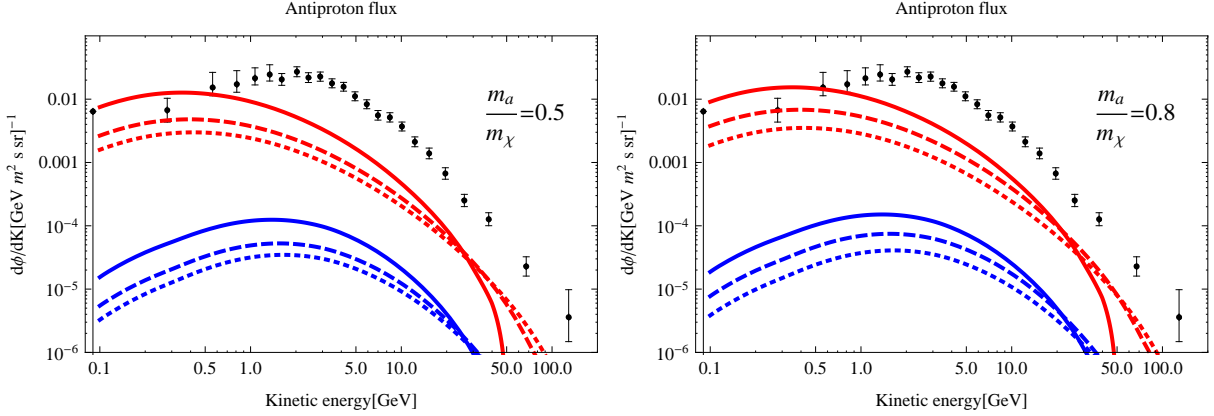 Antiproton flux
0.01
0.001
10⁻⁴
10⁻⁵
10⁻⁶
dϕ/dK[GeV m² s sr]⁻¹
m_a/m_χ=0.5
0.1 0.5 1.0 5.0 10.0 50.0 100.0
Kinetic energy[GeV]
Antiproton flux
0.01
0.001
10⁻⁴
10⁻⁵
10⁻⁶
dϕ/dK[GeV m² s sr]⁻¹
m_a/m_χ=0.8
0.1 0.5 1.0 5.0 10.0 50.0 100.0
Kinetic energy[GeV]